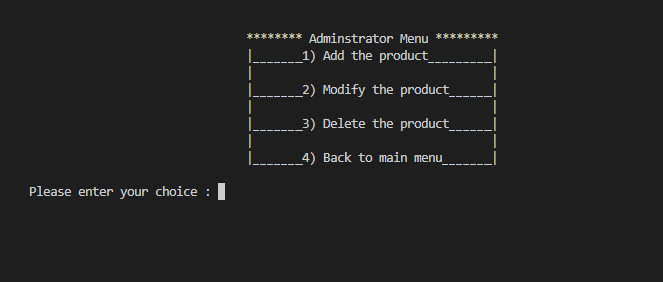 ******** Adminstrator Menu *********
|_______1) Add the product_________|
|                                  |
|_______2) Modify the product______|
|                                  |
|_______3) Delete the product______|
|                                  |
|_______4) Back to main menu_______|
Please enter your choice :